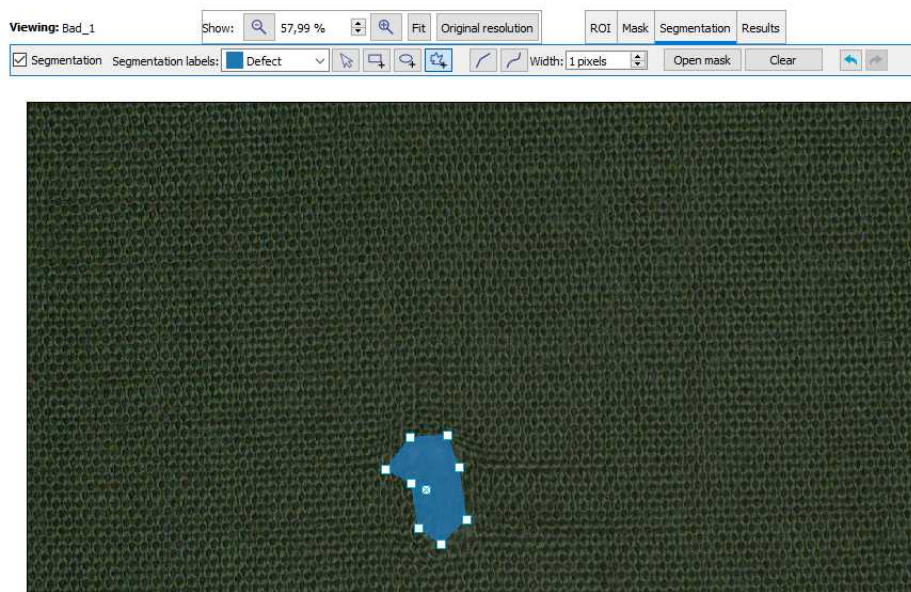 Viewing: Bad_1 Show: 57,99 % Fit Original resolution ROI Mask Segmentation Results
Segmentation Segmentation labels: Defect Width: 1 pixels Open mask Clear